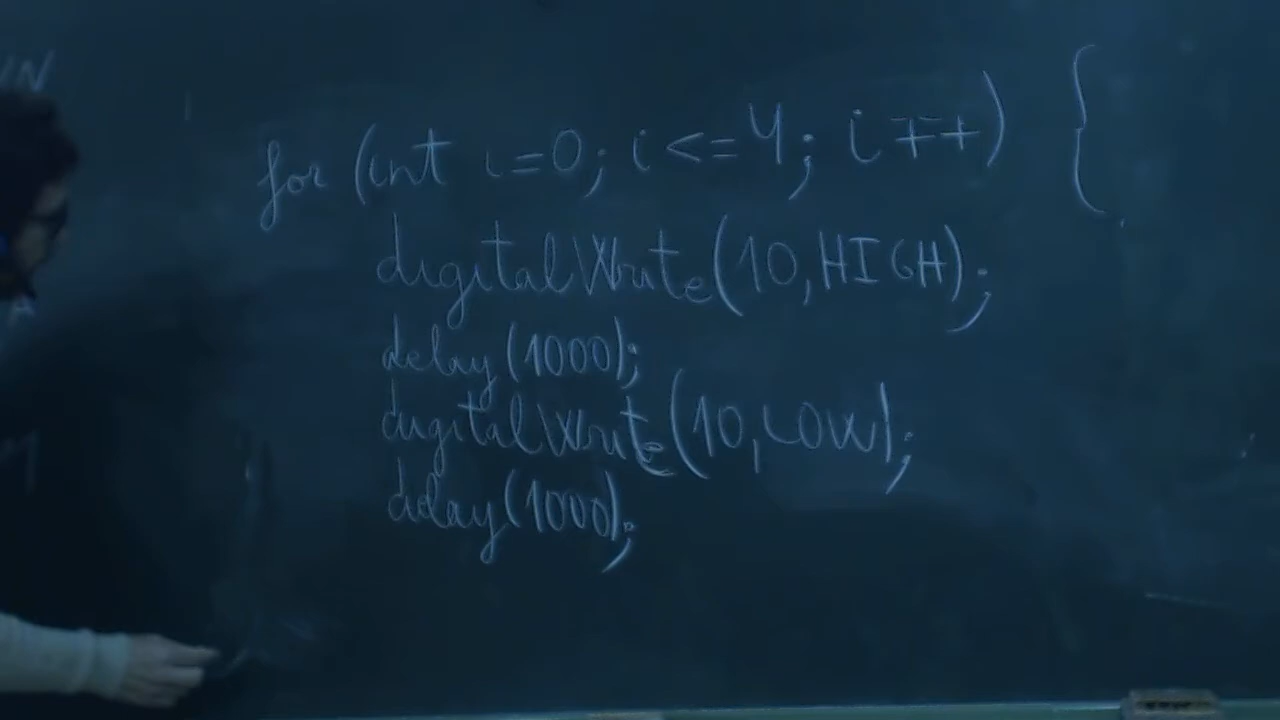 for (int i=0; i<=4; i++) {
digitalWrite(10,HIGH);
delay(1000);
digitalWrite(10,LOW);
delay(1000);